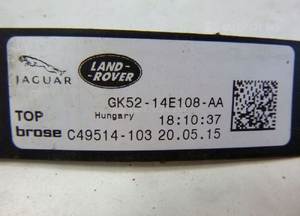 JAGUAR
LAND-
-ROVER
GK52-14E108-AA
TOP Hungary 18:10:37
brose C49514-103 20.05.15